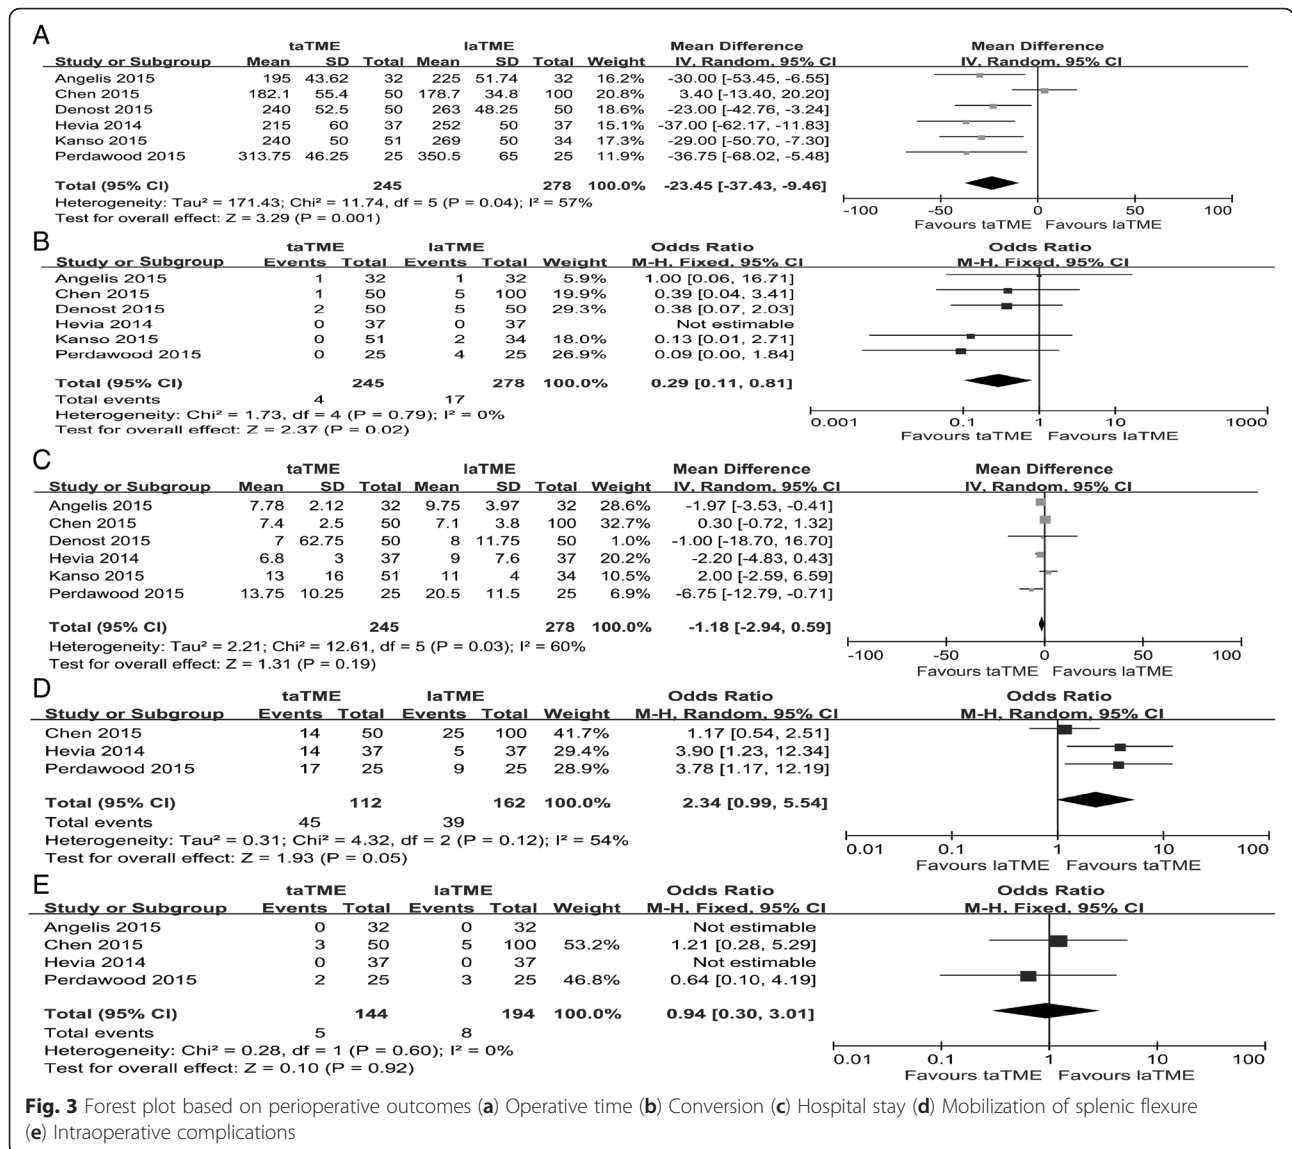 A
taTME laTME Mean Difference Mean Difference
Study or Subgroup Mean SD Total Mean SD Total Weight IV, Random, 95% CI IV, Random, 95% CI
Angelis 2015 195 43.62 32 225 51.74 32 16.2% -30.00 [-53.45, -6.55]
Chen 2015 182.1 55.4 50 178.7 34.8 100 20.8% 3.40 [-13.40, 20.20]
Denost 2015 240 52.5 50 263 48.25 50 18.6% -23.00 [-42.76, -3.24]
Hevia 2014 215 60 37 252 50 37 15.1% -37.00 [-62.17, -11.83]
Kanso 2015 240 50 51 269 50 34 17.3% -29.00 [-50.70, -7.30]
Perdawood 2015 313.75 46.25 25 350.5 65 25 11.9% -36.75 [-68.02, -5.48]
Total (95% CI) 245 278 100.0% -23.45 [-37.43, -9.46]
Heterogeneity: Tau² = 171.43; Chi² = 11.74, df = 5 (P = 0.04); I² = 57%
Test for overall effect: Z = 3.29 (P = 0.001)
-100 -50 0 50 100
Favours taTME Favours laTME
B
taTME laTME Odds Ratio Odds Ratio
Study or Subgroup Events Total Events Total Weight M-H, Fixed, 95% CI M-H, Fixed, 95% CI
Angelis 2015 1 32 1 32 5.9% 1.00 [0.06, 16.71]
Chen 2015 1 50 5 100 19.9% 0.39 [0.04, 3.41]
Denost 2015 2 50 5 50 29.3% 0.38 [0.07, 2.03]
Hevia 2014 0 37 0 37 Not estimable
Kanso 2015 0 51 2 34 18.0% 0.13 [0.01, 2.71]
Perdawood 2015 0 25 4 25 26.9% 0.09 [0.00, 1.84]
Total (95% CI) 245 278 100.0% 0.29 [0.11, 0.81]
Total events 4 17
Heterogeneity: Chi² = 1.73, df = 4 (P = 0.79); I² = 0%
Test for overall effect: Z = 2.37 (P = 0.02)
0.001 0.1 1 10 1000
Favours taTME Favours laTME
C
taTME laTME Mean Difference Mean Difference
Study or Subgroup Mean SD Total Mean SD Total Weight IV, Random, 95% CI IV, Random, 95% CI
Angelis 2015 7.78 2.12 32 9.75 3.97 32 28.6% -1.97 [-3.53, -0.41]
Chen 2015 7.4 2.5 50 7.1 3.8 100 32.7% 0.30 [-0.72, 1.32]
Denost 2015 7 62.75 50 8 11.75 50 1.0% -1.00 [-18.70, 16.70]
Hevia 2014 6.8 3 37 9 7.6 37 20.2% -2.20 [-4.83, 0.43]
Kanso 2015 13 16 51 11 4 34 10.5% 2.00 [-2.59, 6.59]
Perdawood 2015 13.75 10.25 25 20.5 11.5 25 6.9% -6.75 [-12.79, -0.71]
Total (95% CI) 245 278 100.0% -1.18 [-2.94, 0.59]
Heterogeneity: Tau² = 2.21; Chi² = 12.61, df = 5 (P = 0.03); I² = 60%
Test for overall effect: Z = 1.31 (P = 0.19)
-100 -50 0 50 100
Favours taTME Favours laTME
D
taTME laTME Odds Ratio Odds Ratio
Study or Subgroup Events Total Events Total Weight M-H, Random, 95% CI M-H, Random, 95% CI
Chen 2015 14 50 25 100 41.7% 1.17 [0.54, 2.51]
Hevia 2014 14 37 5 37 29.4% 3.90 [1.23, 12.34]
Perdawood 2015 17 25 9 25 28.9% 3.78 [1.17, 12.19]
Total (95% CI) 112 162 100.0% 2.34 [0.99, 5.54]
Total events 45 39
Heterogeneity: Tau² = 0.31; Chi² = 4.32, df = 2 (P = 0.12); I² = 54%
Test for overall effect: Z = 1.93 (P = 0.05)
0.01 0.1 1 10 100
Favours laTME Favours taTME
E
taTME laTME Odds Ratio Odds Ratio
Study or Subgroup Events Total Events Total Weight M-H, Fixed, 95% CI M-H, Fixed, 95% CI
Angelis 2015 0 32 0 32 Not estimable
Chen 2015 3 50 5 100 53.2% 1.21 [0.28, 5.29]
Hevia 2014 0 37 0 37 Not estimable
Perdawood 2015 2 25 3 25 46.8% 0.64 [0.10, 4.19]
Total (95% CI) 144 194 100.0% 0.94 [0.30, 3.01]
Total events 5 8
Heterogeneity: Chi² = 0.28, df = 1 (P = 0.60); I² = 0%
Test for overall effect: Z = 0.10 (P = 0.92)
0.01 0.1 1 10 100
Favours taTME Favours laTME
Fig. 3 Forest plot based on perioperative outcomes (a) Operative time (b) Conversion (c) Hospital stay (d) Mobilization of splenic flexure
(e) Intraoperative complications